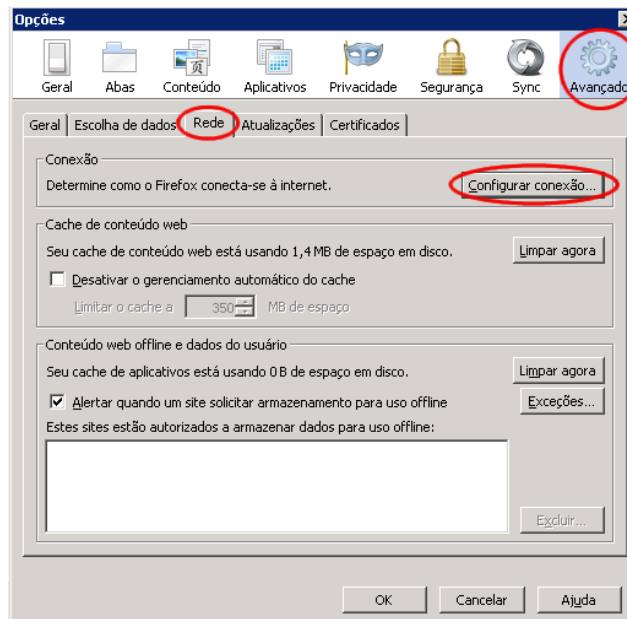 Opções
Geral Abas Conteúdo Aplicativos Privacidade Segurança Sync Avançado
Geral Escolha de dados Rede Atualizações Certificados
Conexão
Determine como o Firefox conecta-se à internet. Configurar conexão...
Cache de conteúdo web
Seu cache de conteúdo web está usando 1,4 MB de espaço em disco. Limpar agora
Desativar o gerenciamento automático do cache
Limitar o cache a 350 MB de espaço
Conteúdo web offline e dados do usuário
Seu cache de aplicativos está usando 0 B de espaço em disco. Limpar agora
Alertar quando um site solicitar armazenamento para uso offline Exceções...
Estes sites estão autorizados a armazenar dados para uso offline:
Excluir...
OK Cancelar Ajuda